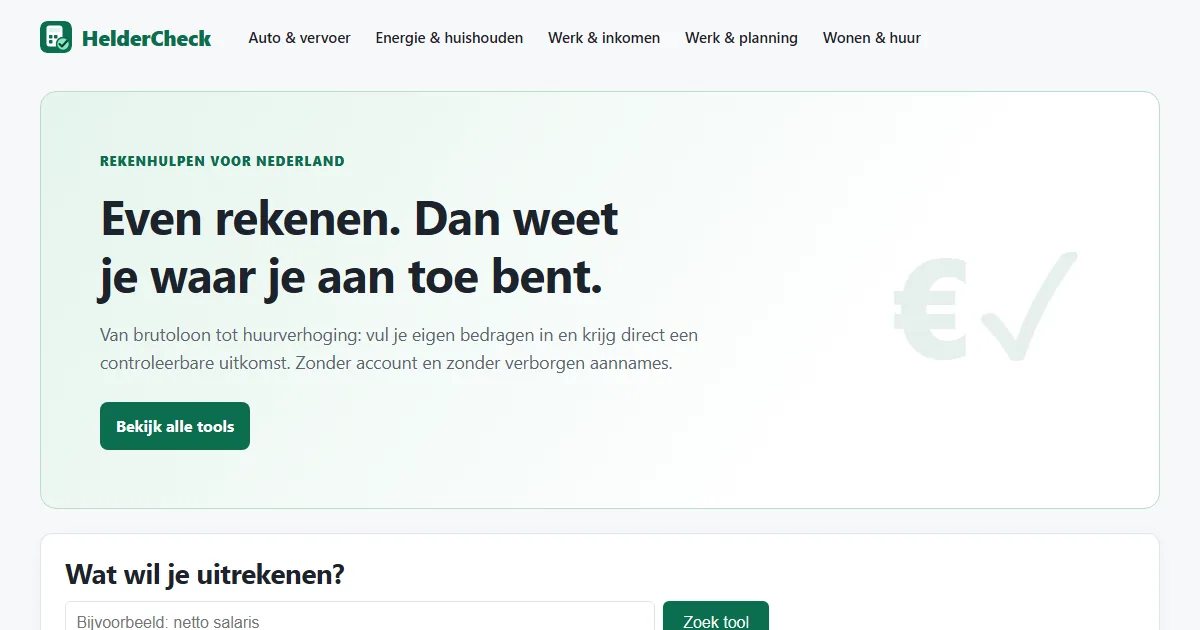 HelderCheck
Auto & vervoer
Energie & huishouden
Werk & inkomen
Werk & planning
Wonen & huur
REKENHULPEN VOOR NEDERLAND
Even rekenen. Dan weet
je waar je aan toe bent.
Van brutoloon tot huurverhoging: vul je eigen bedragen in en krijg direct een
controleerbare uitkomst. Zonder account en zonder verborgen aannames.
€✓
Bekijk alle tools
Wat wil je uitrekenen?
Bijvoorbeeld: netto salaris
Zoek tool